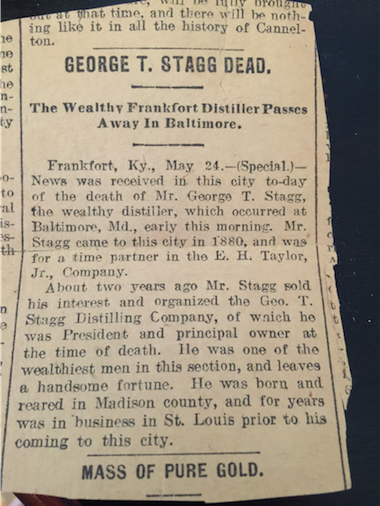 will be fully brought
out at that time, and there will be noth-
ing like it in all the history of Cannel-
ton.
GEORGE T. STAGG DEAD.
The Wealthy Frankfort Distiller Passes
Away In Baltimore.
Frankfort, Ky., May 24.—(Special.)—
News was received in this city to-day
of the death of Mr. George T. Stagg,
the wealthy distiller, which occurred at
Baltimore, Md., early this morning. Mr.
Stagg came to this city in 1880, and was
for a time partner in the E. H. Taylor,
Jr., Company.
About two years ago Mr. Stagg sold
his interest and organized the Geo. T.
Stagg Distilling Company, of which he
was President and principal owner at
the time of death. He was one of the
wealthiest men in this section, and leaves
a handsome fortune. He was born and
reared in Madison county, and for years
was in business in St. Louis prior to his
coming to this city.
MASS OF PURE GOLD.